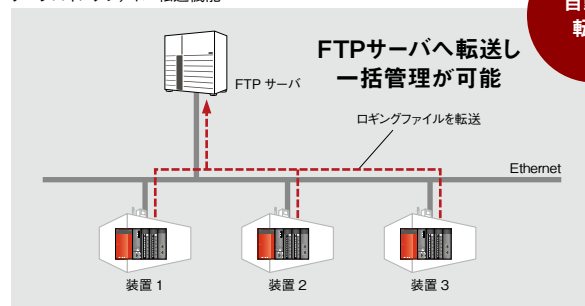 FTPサーバへ転送し
一括管理が可能
FTP サーバ
ロギングファイルを転送
Ethernet
装置 1
装置 2
装置 3